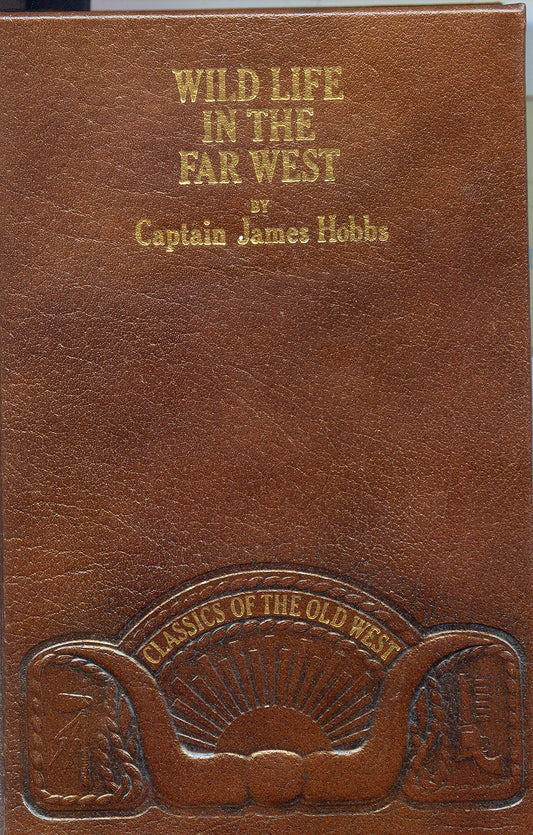 WILD LIFE
IN THE
FAR WEST
BY
Captain James Hobbs
CLASSICS OF THE OLD WEST